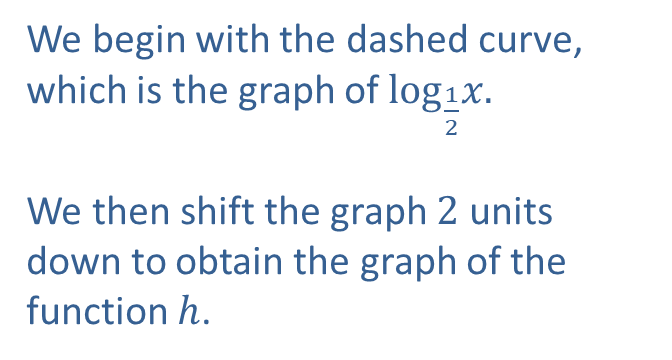 We begin with the dashed curve,
which is the graph of log½x.
We then shift the graph 2 units
down to obtain the graph of the
function h.